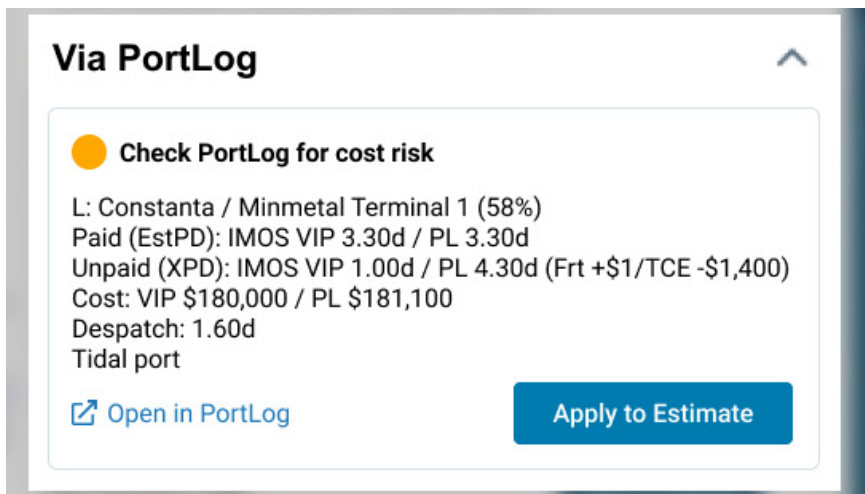 Via PortLog
Check PortLog for cost risk
L: Constanta / Minmetal Terminal 1 (58%)
Paid (EstPD): IMOS VIP 3.30d / PL 3.30d
Unpaid (XPD): IMOS VIP 1.00d / PL 4.30d (Frt +$1/TCE -$1,400)
Cost: VIP $180,000 / PL $181,100
Despatch: 1.60d
Tidal port
Open in PortLog
Apply to Estimate